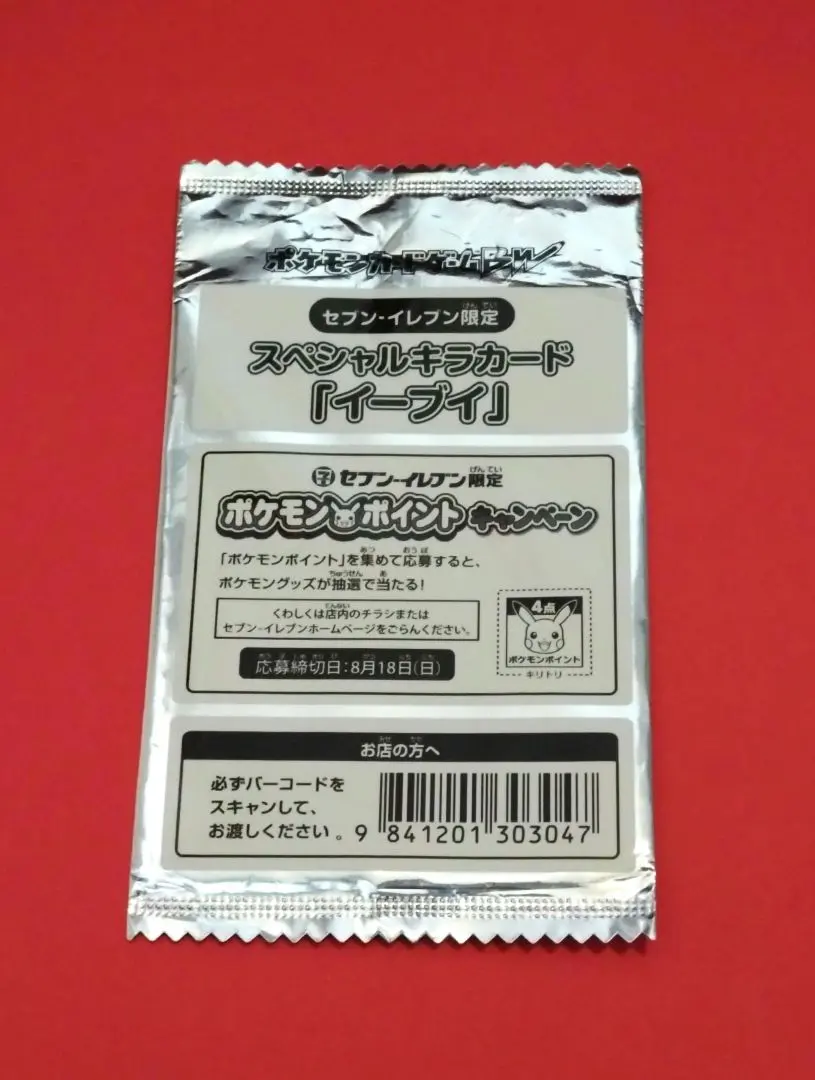 ポケモンカードゲームBW
セブン-イレブン限定
スペシャルキラカード
「イーブイ」
セブン-イレブン限定
ポケモンポイントキャンペーン
「ポケモンポイント」を集めて応募すると、
ポケモングッズが抽選で当たる!
くわしくは店内のチラシまたは
セブン-イレブンホームページをごらんください。
応募締切日:8月18日(日)
4点
ポケモンポイント
キリトリ
お店の方へ
必ずバーコードを
スキャンして、
お渡しください。
9 841201 303047